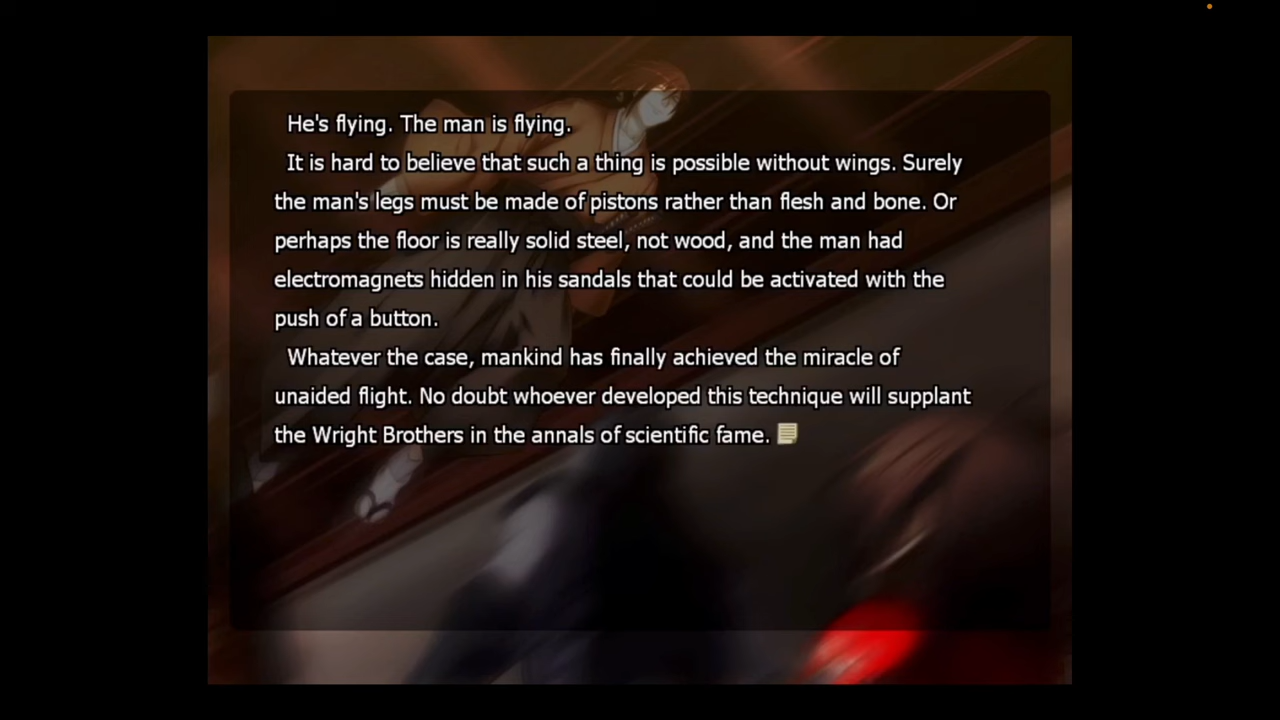 He's flying. The man is flying.
It is hard to believe that such a thing is possible without wings. Surely
the man's legs must be made of pistons rather than flesh and bone. Or
perhaps the floor is really solid steel, not wood, and the man had
electromagnets hidden in his sandals that could be activated with the
push of a button.
Whatever the case, mankind has finally achieved the miracle of
unaided flight. No doubt whoever developed this technique will supplant
the Wright Brothers in the annals of scientific fame.